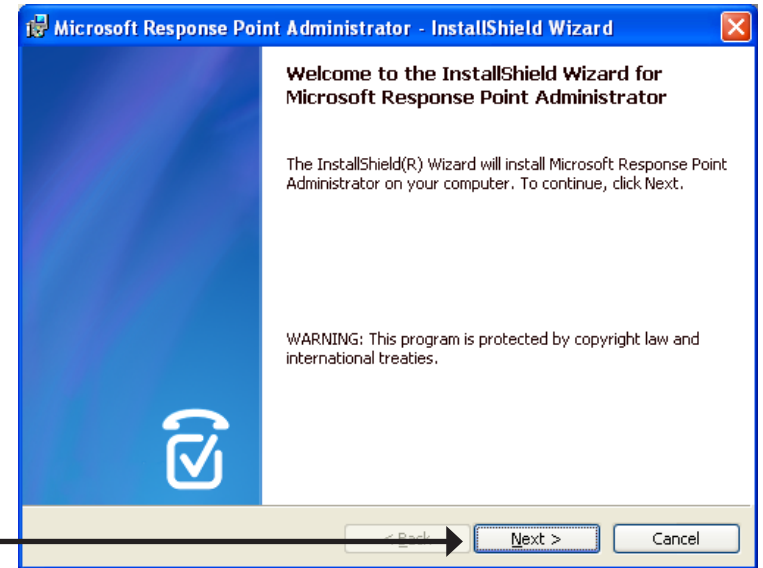 Microsoft Response Point Administrator - InstallShield Wizard
Welcome to the InstallShield Wizard for
Microsoft Response Point Administrator
The InstallShield(R) Wizard will install Microsoft Response Point
Administrator on your computer. To continue, click Next.
WARNING: This program is protected by copyright law and
international treaties.
< Back
Next >
Cancel